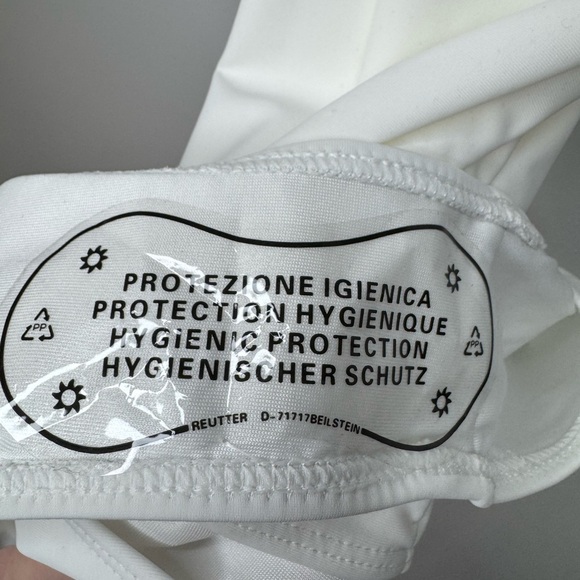 PROTEZIONE IGIENICA
PROTECTION HYGIENIQUE
HYGIENIC PROTECTION
HYGIENISCHER SCHUTZ
PP PP
REUTTER D-71717BEILSTEIN